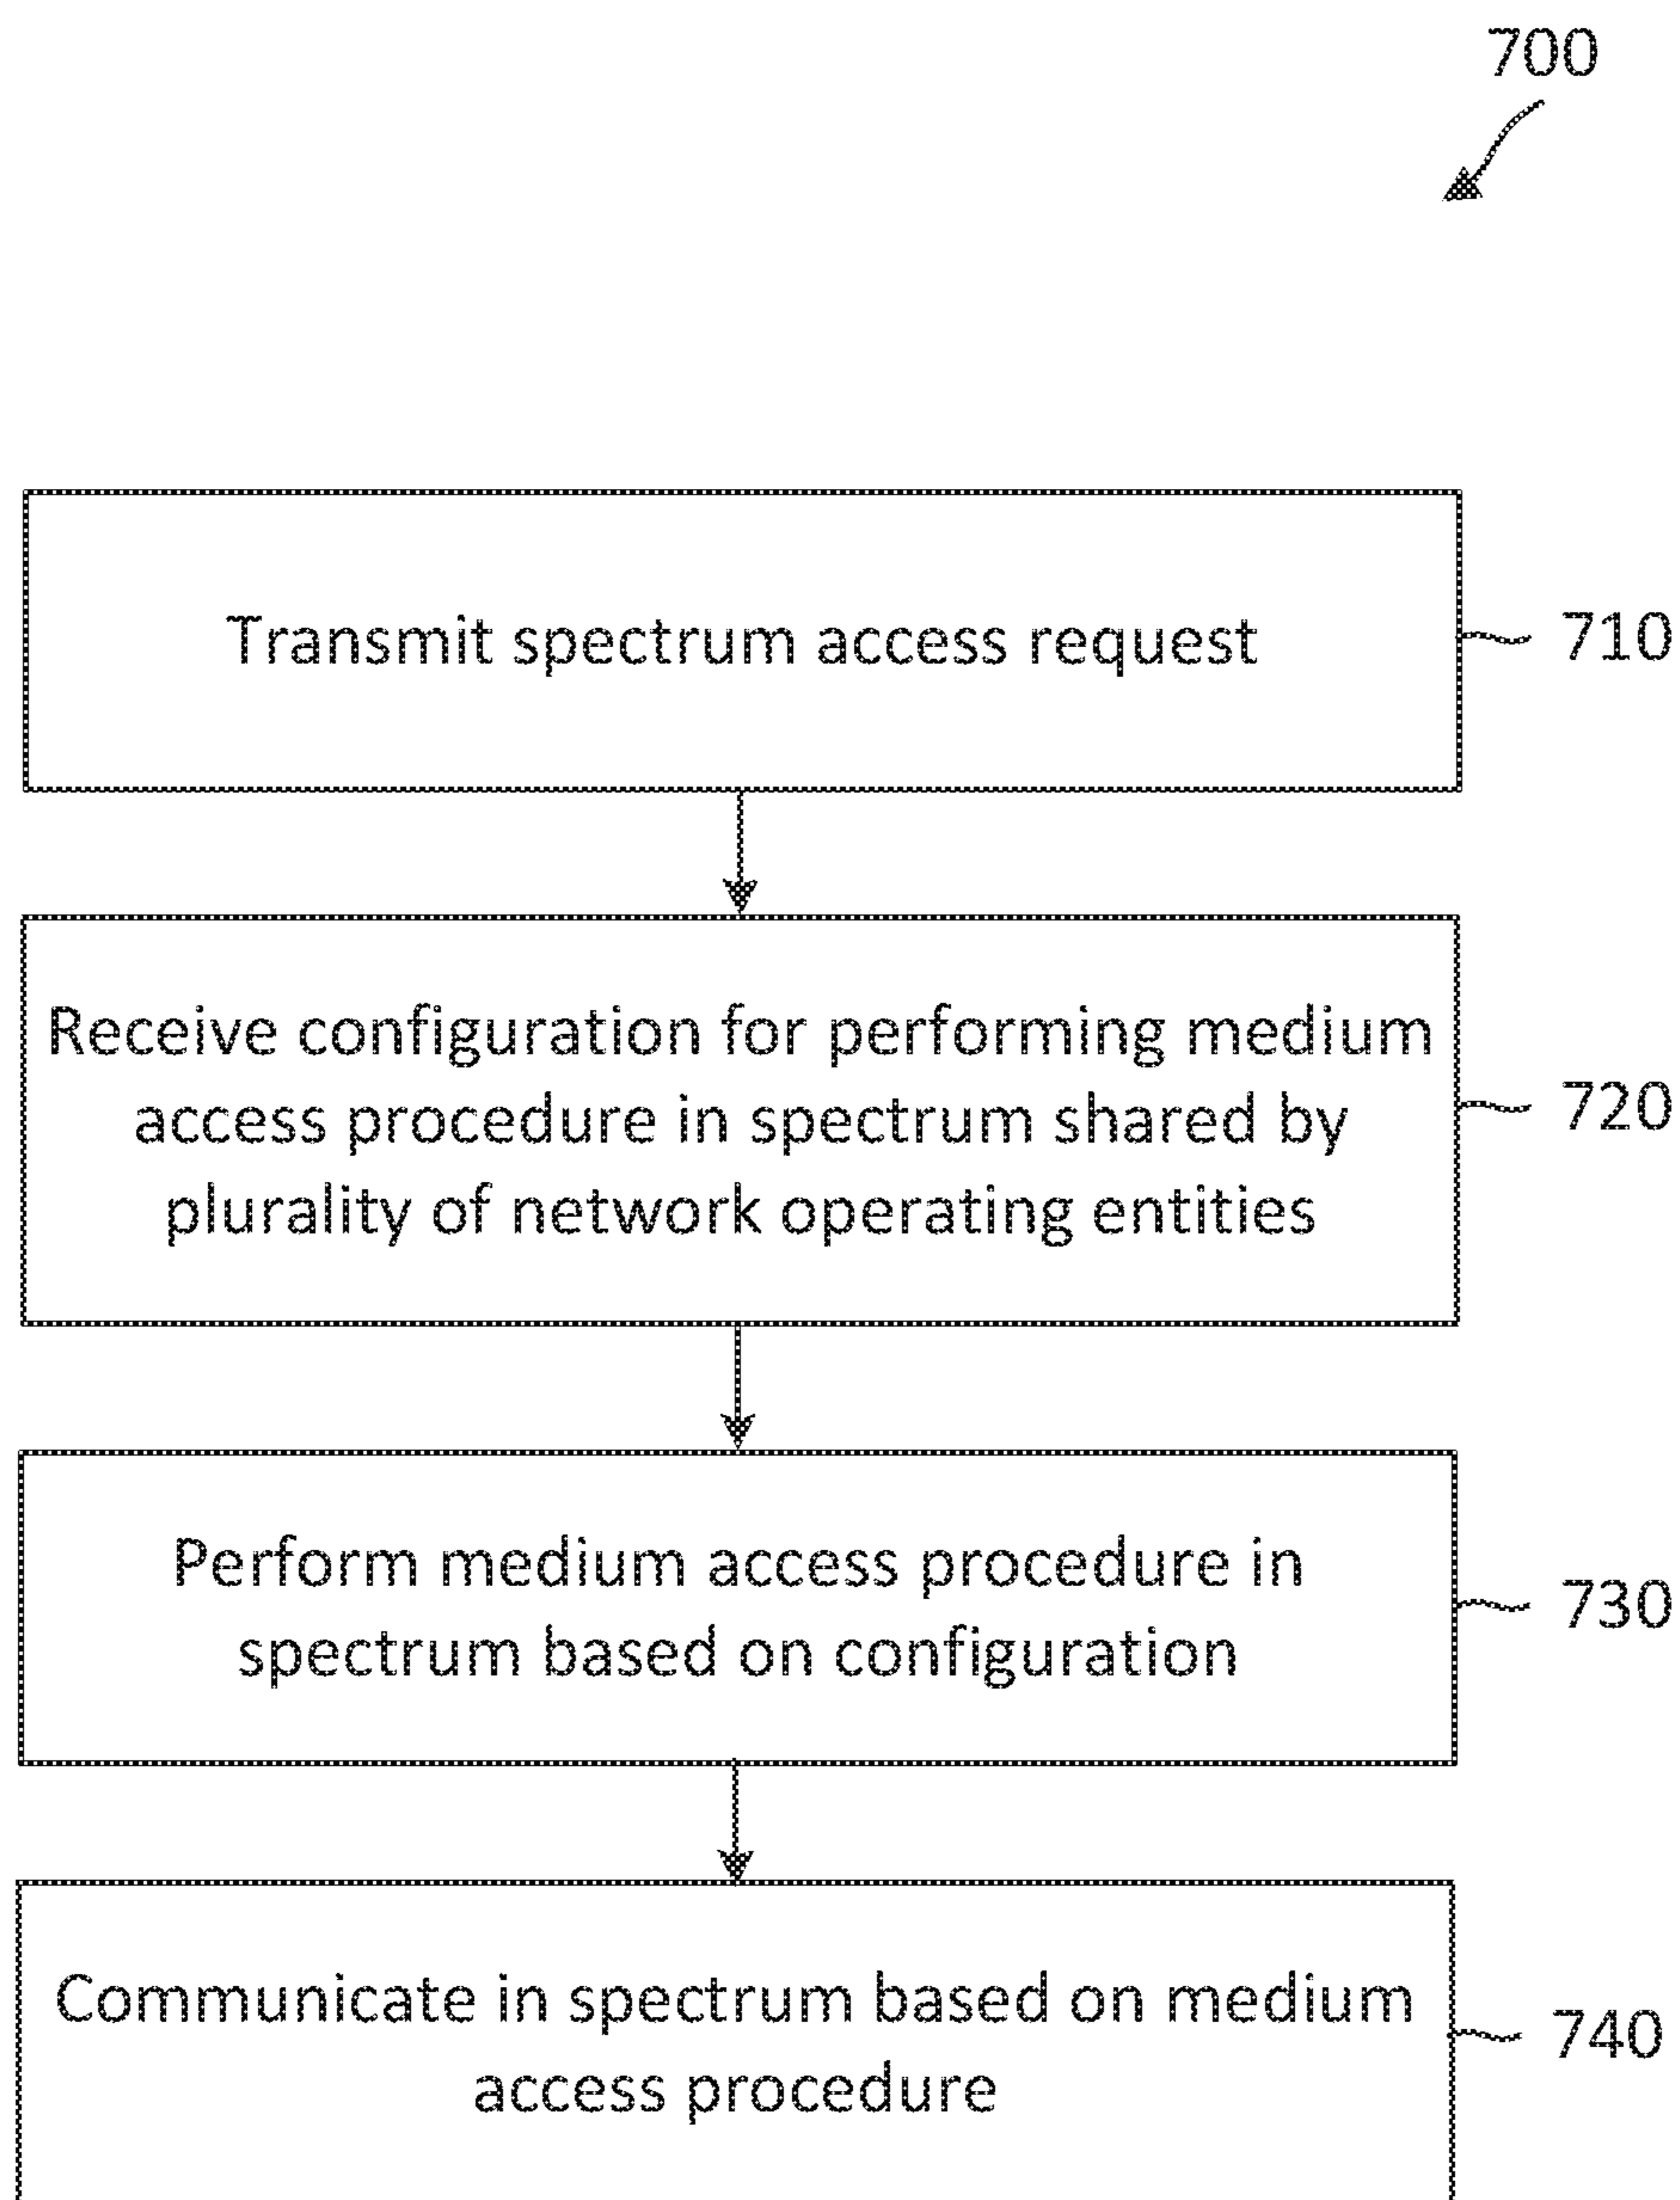 700
Transmit spectrum access request
710
Receive configuration for performing medium
access procedure in spectrum shared by
plurality of network operating entities
720
Perform medium access procedure in
spectrum based on configuration
730
Communicate in spectrum based on medium
access procedure
740